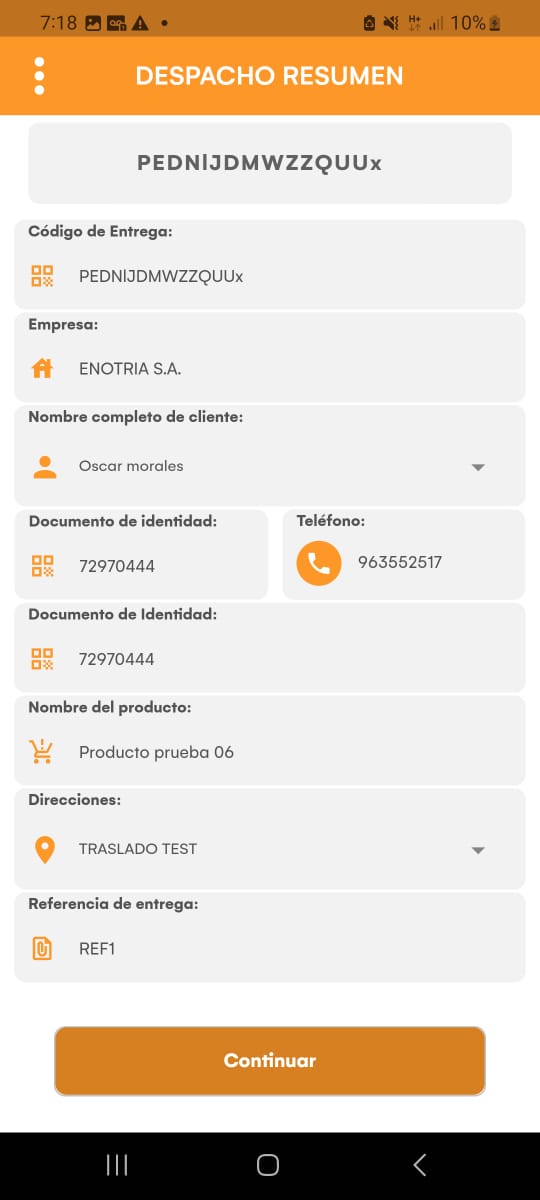 7:18
10%
DESPACHO RESUMEN
PEDNIJDMWZZQUUx
Código de Entrega:
PEDNIJDMWZZQUUx
Empresa:
ENOTRIA S.A.
Nombre completo de cliente:
Oscar morales
Documento de identidad:
72970444
Teléfono:
963552517
Documento de Identidad:
72970444
Nombre del producto:
Producto prueba 06
Direcciones:
TRASLADO TEST
Referencia de entrega:
REF1
Continuar